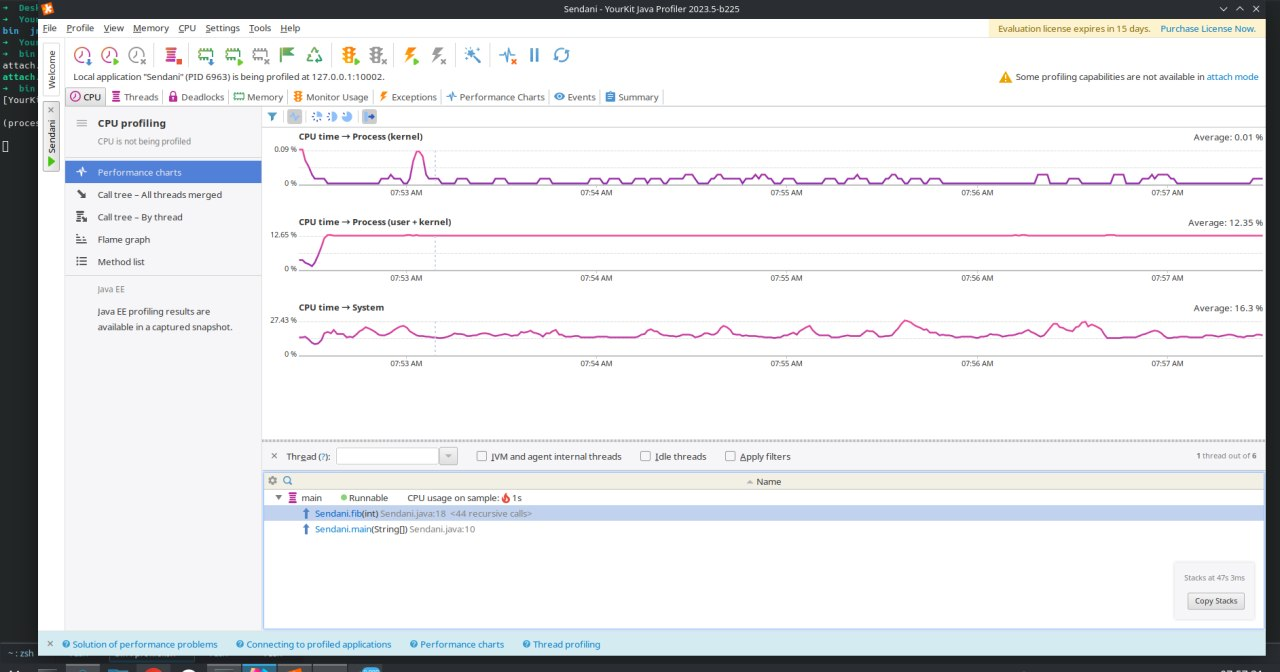 Sendani - YourKit Java Profiler 2023.5-b225
File Profile View Memory CPU Settings Tools Help
Evaluation license expires in 15 days. Purchase License Now.
Welcome
Sendani
Local application "Sendani" (PID 6963) is being profiled at 127.0.0.1:10002.
Some profiling capabilities are not available in attach mode
CPU Threads Deadlocks Memory Monitor Usage Exceptions Performance Charts Events Summary
CPU profiling
CPU is not being profiled
Performance charts
Call tree – All threads merged
Call tree – By thread
Flame graph
Method list
Java EE
Java EE profiling results are
available in a captured snapshot.
CPU time → Process (kernel) Average: 0.01 %
0.09 %
0 %
07:53 AM 07:54 AM 07:55 AM 07:56 AM 07:57 AM
CPU time → Process (user + kernel) Average: 12.35 %
12.65 %
0 %
07:53 AM 07:54 AM 07:55 AM 07:56 AM 07:57 AM
CPU time → System Average: 16.3 %
27.43 %
0 %
07:53 AM 07:54 AM 07:55 AM 07:56 AM 07:57 AM
Thread (?): JVM and agent internal threads Idle threads Apply filters 1 thread out of 6
Name
main Runnable CPU usage on sample: 1s
Sendani.fib(int) Sendani.java:18 <44 recursive calls>
Sendani.main(String[]) Sendani.java:10
Stacks at 47s 3ms
Copy Stacks
Solution of performance problems Connecting to profiled applications Performance charts Thread profiling
~ : zsh